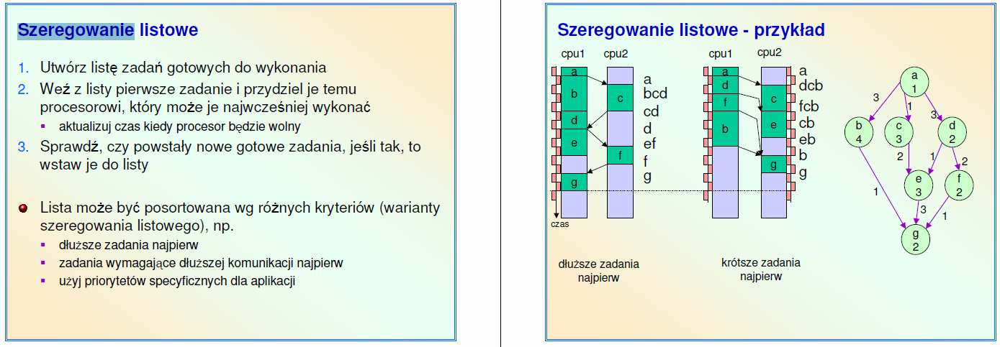 Szeregowanie listowe
1. Utwórz listę zadań gotowych do wykonania
2. Weź z listy pierwsze zadanie i przydziel je temu
procesorowi, który może je najwcześniej wykonać
aktualizuj czas kiedy procesor będzie wolny
3. Sprawdź, czy powstały nowe gotowe zadania, jeśli tak, to
wstaw je do listy
Lista może być posortowana wg różnych kryteriów (warianty
szeregowania listowego), np.
dłuższe zadania najpierw
zadania wymagające dłuższej komunikacji najpierw
użyj priorytetów specyficznych dla aplikacji
Szeregowanie listowe - przykład
cpu1 cpu2
a
b
c
d
e
f
g
czas
a
bcd
cd
d
ef
f
g
dłuższe zadania
najpierw
cpu1 cpu2
a
d
f
c
b
e
g
a
dcb
fcb
cb
eb
b
g
krótsze zadania
najpierw
a
1
3 1 3
b c d
4 3 2
2 1 2
e f
3 2
1 3 1
g
2